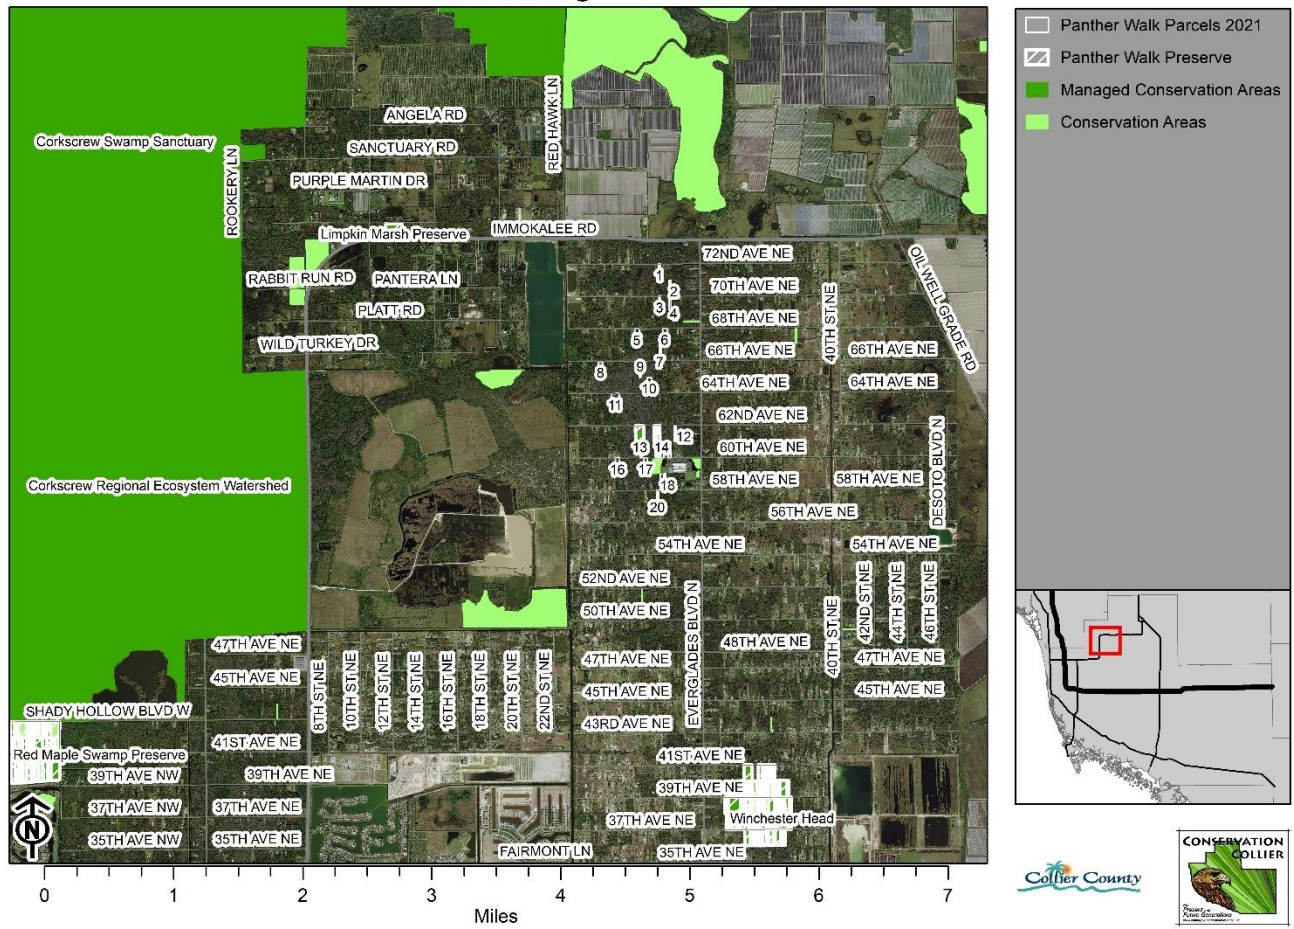 Panther Walk Parcels 2021
Panther Walk Preserve
Managed Conservation Areas
Conservation Areas
ANGELA RD
RED HAWK LN
Corkscrew Swamp Sanctuary
SANCTUARY RD
ROOKERY LN
PURPLE MARTIN DR
Limpkin Marsh Preserve
IMMOKALEE RD
72ND AVE NE
OIL WELL GRADE RD
RABBIT RUN RD
PANTERA LN
1
70TH AVE NE
2
40TH ST NE
PLATT RD
3
4
68TH AVE NE
WILD TURKEY DR
5
6
66TH AVE NE
66TH AVE NE
7
8
9
10
64TH AVE NE
64TH AVE NE
11
62ND AVE NE
DESOTO BLVD N
12
13
14
60TH AVE NE
16
17
58TH AVE NE
58TH AVE NE
Corkscrew Regional Ecosystem Watershed
18
20
56TH AVE NE
54TH AVE NE
54TH AVE NE
52ND AVE NE
EVERGLADES BLVD N
40TH ST NE
42ND ST NE
44TH ST NE
46TH ST NE
50TH AVE NE
47TH AVE NE
48TH AVE NE
47TH AVE NE
47TH AVE NE
45TH AVE NE
8TH ST NE
10TH ST NE
12TH ST NE
14TH ST NE
16TH ST NE
18TH ST NE
20TH ST NE
22ND ST NE
45TH AVE NE
45TH AVE NE
SHADY HOLLOW BLVD W
43RD AVE NE
41ST AVE NE
Red Maple Swamp Preserve
41ST AVE NE
39TH AVE NW
39TH AVE NE
39TH AVE NE
37TH AVE NW
37TH AVE NE
37TH AVE NE
Winchester Head
N
35TH AVE NW
35TH AVE NE
FAIRMONT LN
35TH AVE NE
0 1 2 3 4 5 6 7
Miles
Collier County
CONSERVATION
COLLIER